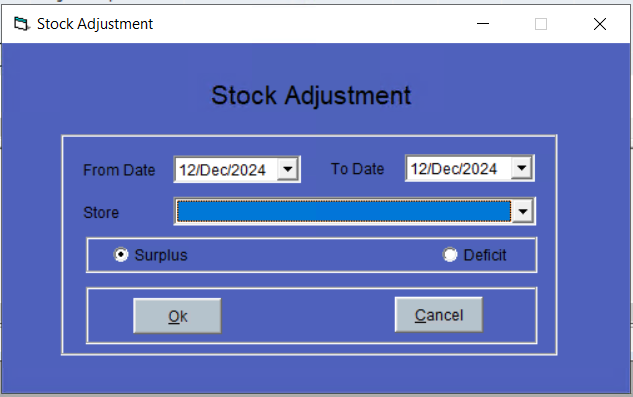 Stock Adjustment
Stock Adjustment
From Date 12/Dec/2024 To Date 12/Dec/2024
Store
Surplus Deficit
Ok Cancel